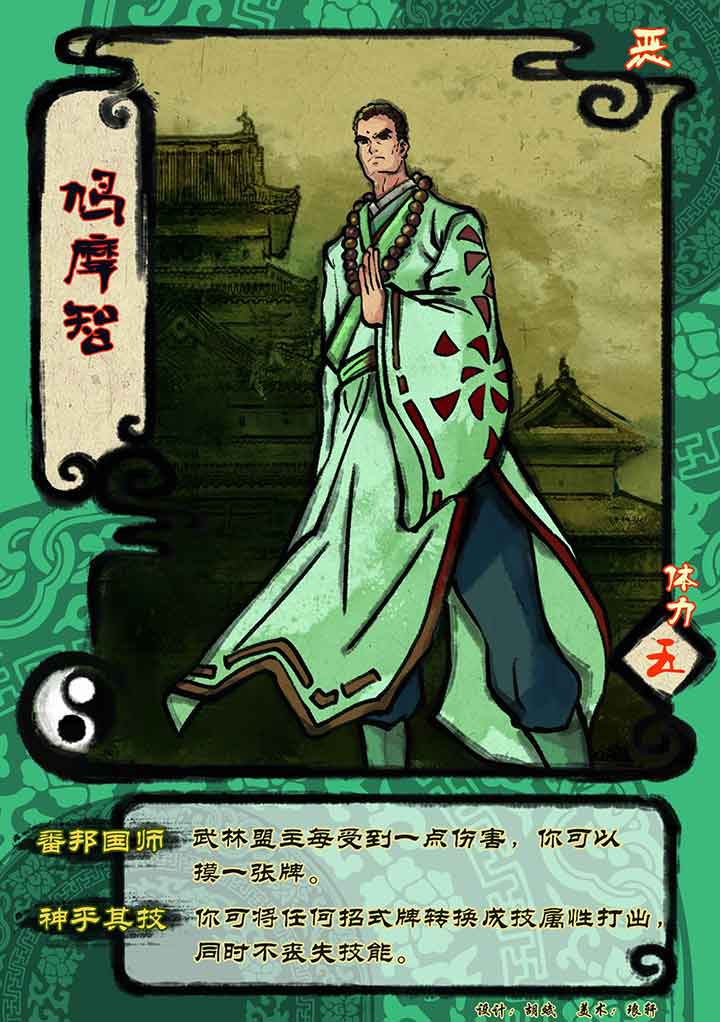 恶
鸠摩智
体力
五
番邦国师
武林盟主每受到一点伤害，你可以
摸一张牌。
神乎其技
你可将任何招式牌转换成技属性打出，
同时不丧失技能。
设计：胡斌 美术：琅轩